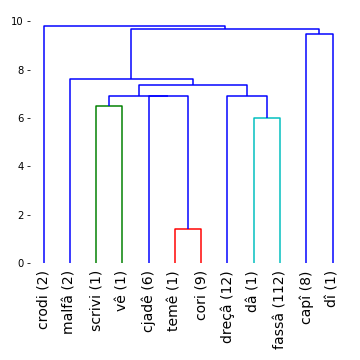 10
8
6
4
2
0
crodi (2)
malfâ (2)
scrivi (1)
vê (1)
cjadê (6)
temê (1)
cori (9)
dreçâ (12)
dâ (1)
fassâ (112)
capî (8)
dî (1)